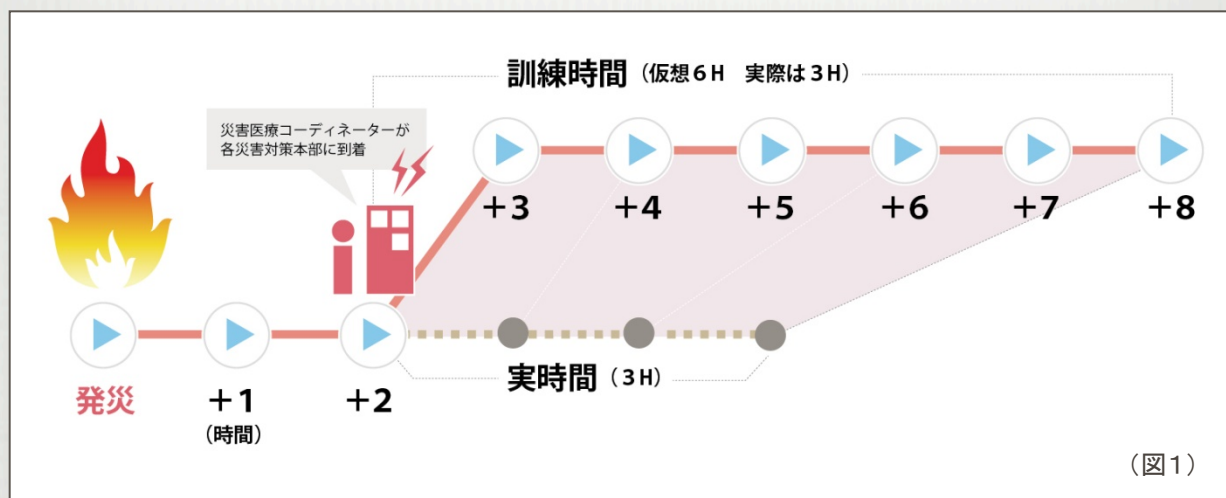 訓練時間（仮想６Ｈ　実際は３Ｈ）
災害医療コーディネーターが
各災害対策本部に到着
＋3
＋4
＋5
＋6
＋7
＋8
発災
＋1
（時間）
＋2
実時間（３Ｈ）
（図１）